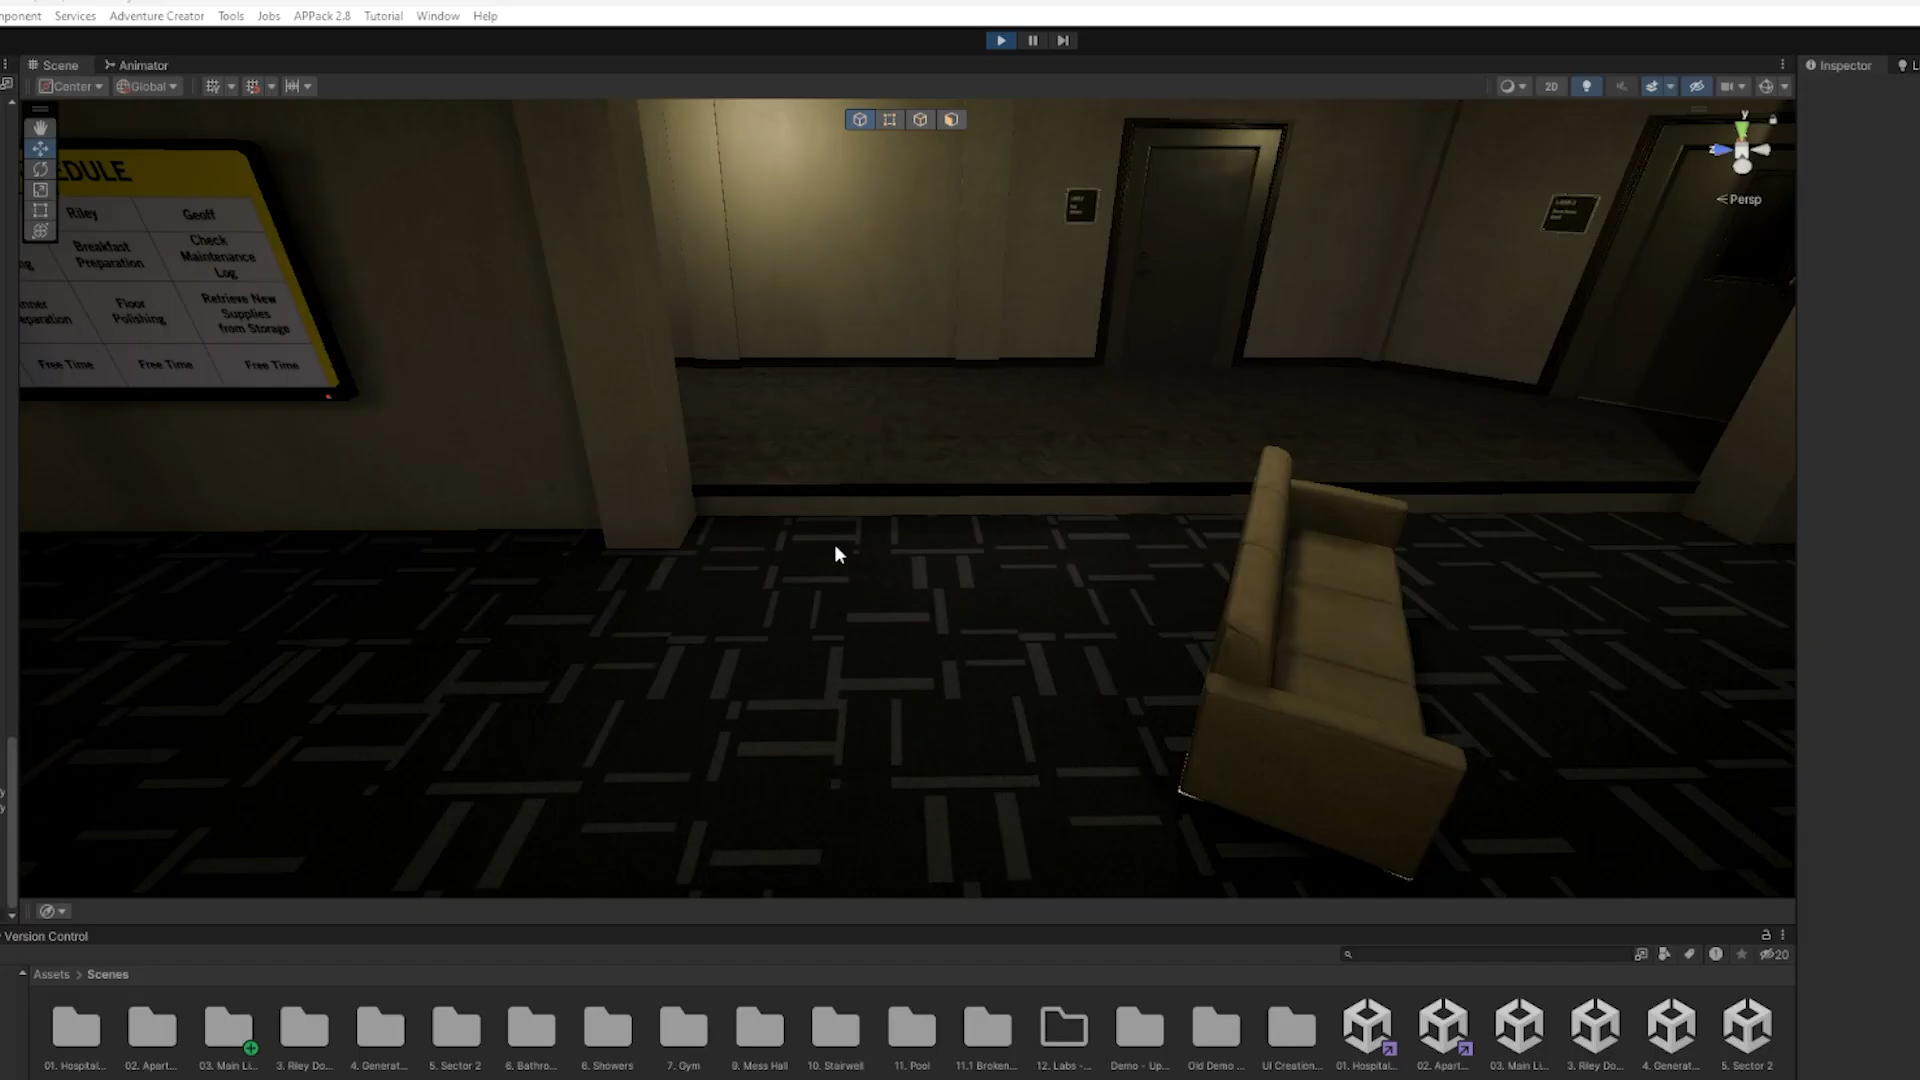 mponent Services Adventure Creator Tools Jobs APPack 2.8 Tutorial Window Help
Scene Animator
Inspector
Center Global
2D
y
Persp
EDULE
Riley Geoff
Breakfast
Preparation
Check
Maintenance
Log
nner
eparation
Floor
Polishing
Retrieve New
Supplies
from Storage
Free Time Free Time Free Time
Version Control
20
Assets > Scenes
01. Hospital... 02. Apart... 03. Main Li... 3. Riley Do... 4. Generat... 5. Sector 2 6. Bathro... 6. Showers 7. Gym 9. Mess Hall 10. Stairwell 11. Pool 11.1 Broken... 12. Labs -... Demo - Up... Old Demo ... UI Creation... 01. Hospital... 02. Apart... 03. Main Li... 3. Riley Do... 4. Generat... 5. Sector 2